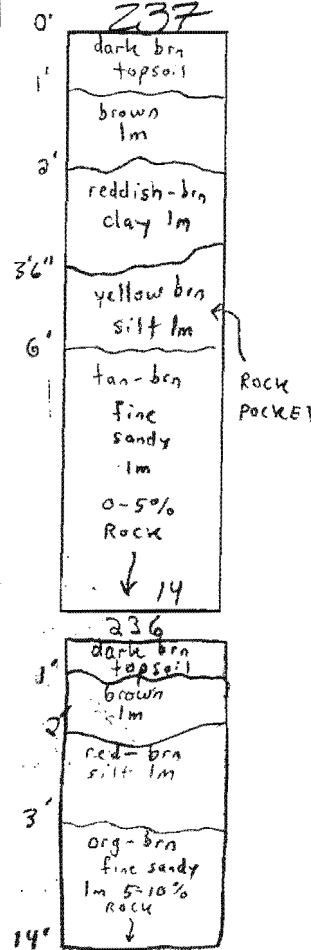 237
0'
dark brn
topsoil
1'
brown
lm
2'
reddish-brn
clay lm
3'6"
yellow brn
silt lm
6'
ROCK
POCKET
tan-brn
fine
sandy
lm
0-5%
ROCK
14
236
dark brn
topsoil
1'
brown
lm
2'
red-brn
silt lm
3'
org-brn
fine sandy
lm 5-10%
ROCK
14'